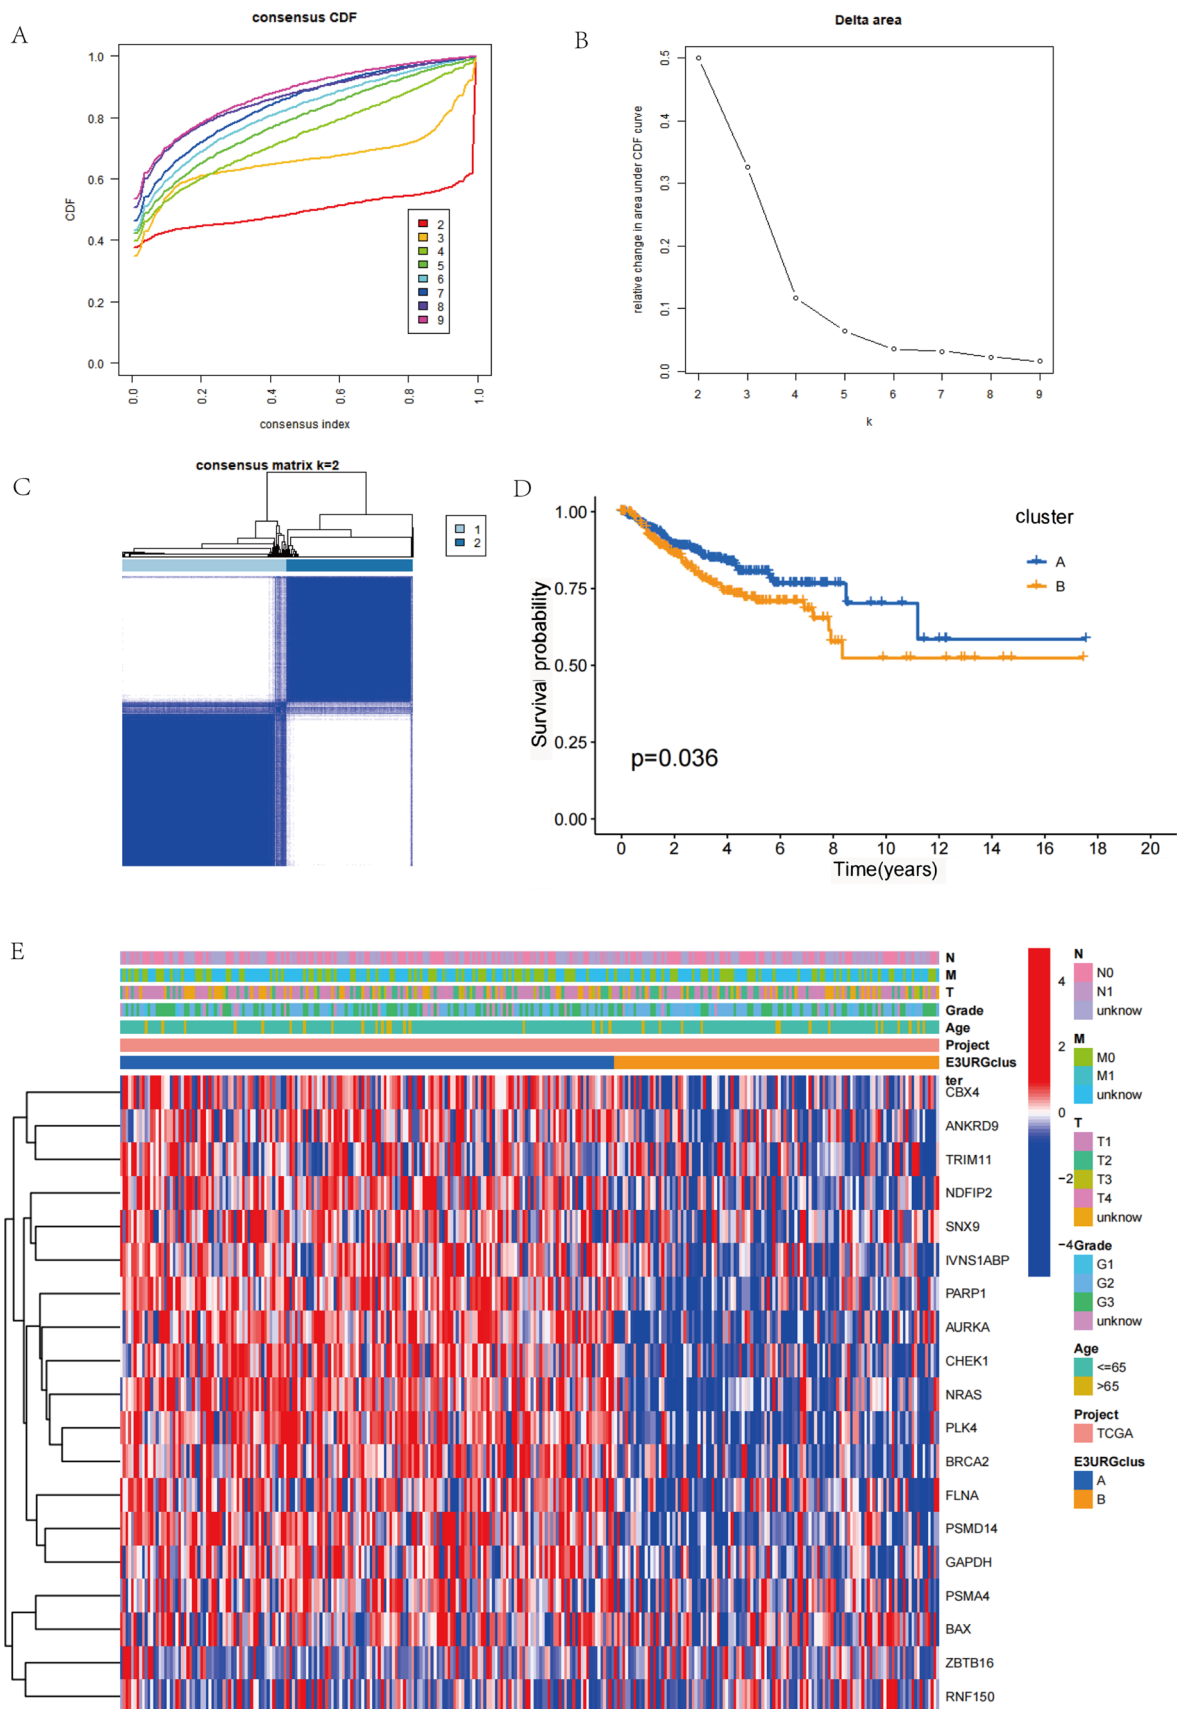 A
consensus CDF
CDF
1.0
0.8
0.6
0.4
0.2
0.0
2
3
4
5
6
7
8
9
0.0
0.2
0.4
0.6
0.8
1.0
consensus index
B
Delta area
relative change in area under CDF curve
0.5
0.4
0.3
0.2
0.1
0.0
2
3
4
5
6
7
8
9
k
C
consensus matrix k=2
1
2
D
Survival probability
1.00
0.75
0.50
0.25
0.00
cluster
A
B
p=0.036
0
2
4
6
8
10
12
14
16
18
20
Time(years)
E
N
M
T
Grade
Age
Project
E3URGclus
ter
CBX4
ANKRD9
TRIM11
NDFIP2
SNX9
IVNS1ABP
PARP1
AURKA
CHEK1
NRAS
PLK4
BRCA2
FLNA
PSMD14
GAPDH
PSMA4
BAX
ZBTB16
RNF150
4
2
0
−2
−4
N
N0
N1
unknow
M
M0
M1
unknow
T
T1
T2
T3
T4
unknow
Grade
G1
G2
G3
unknow
Age
<=65
>65
Project
TCGA
E3URGclus
A
B